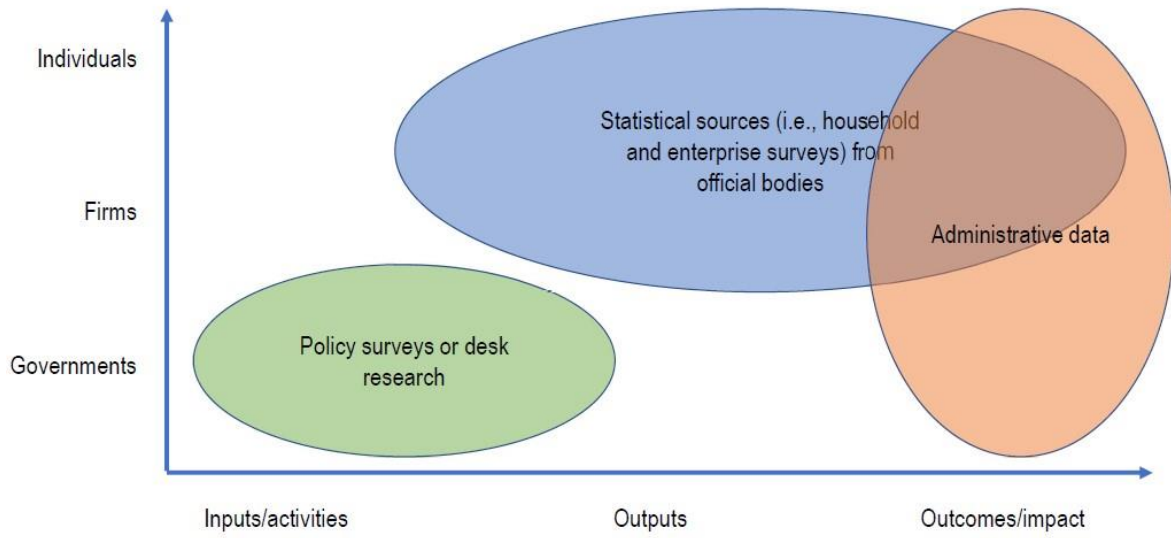 Individuals
Statistical sources (i.e., household
and enterprise surveys) from
official bodies
Firms
Administrative data
Policy surveys or desk
research
Governments
Inputs/activities
Outputs
Outcomes/impact